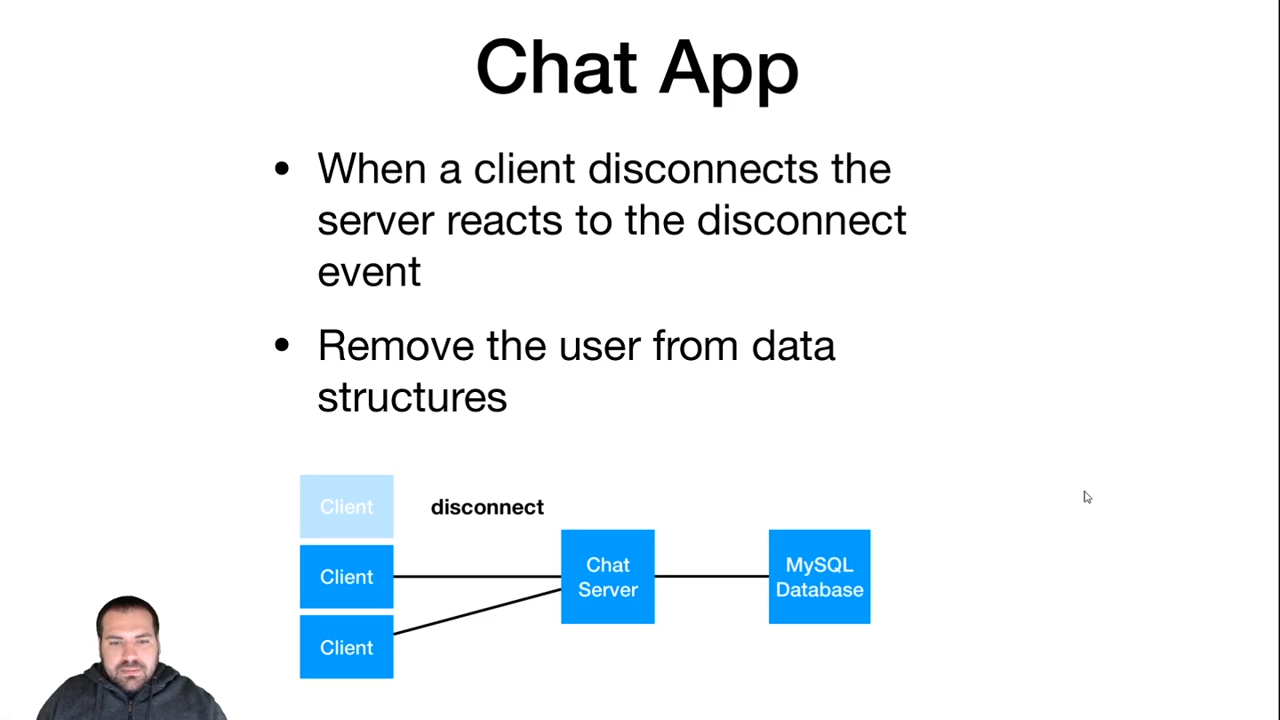 Chat App
• When a client disconnects the
server reacts to the disconnect
event
• Remove the user from data
structures
Client
disconnect
Client
Chat
Server
MySQL
Database
Client